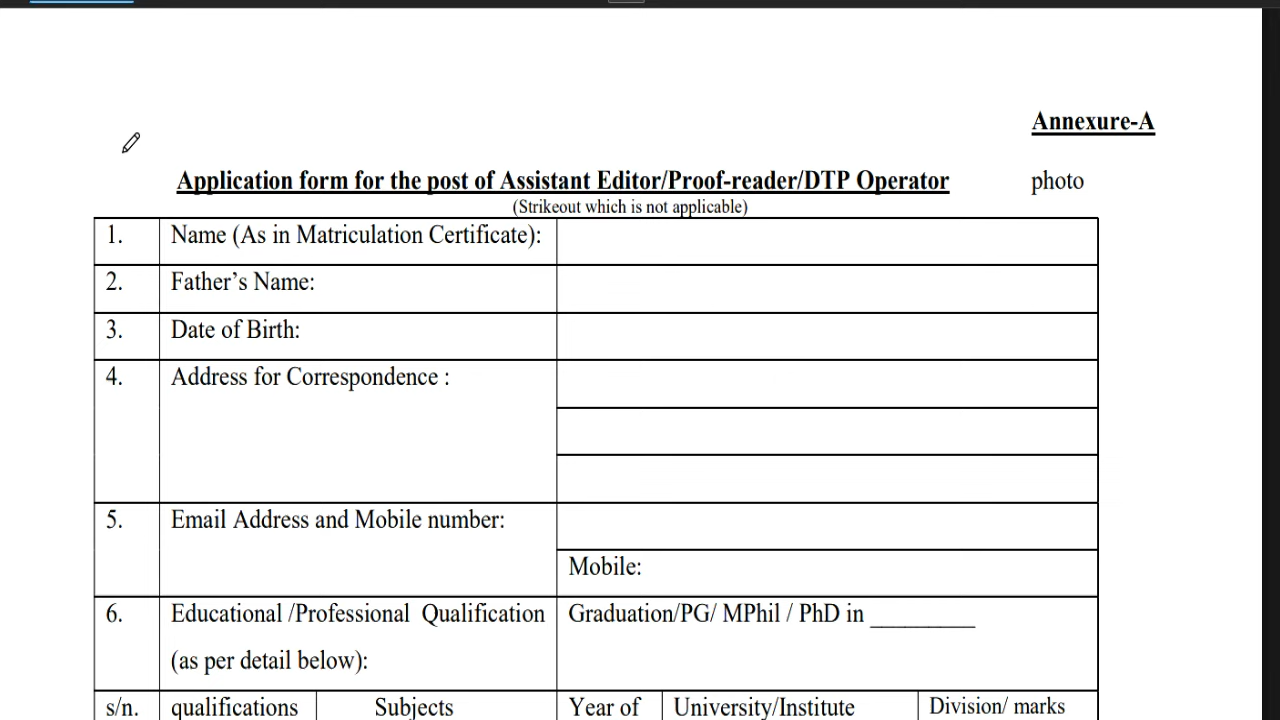 Annexure-A
Application form for the post of Assistant Editor/Proof-reader/DTP Operator photo
(Strikeout which is not applicable)
1. Name (As in Matriculation Certificate):
2. Father’s Name:
3. Date of Birth:
4. Address for Correspondence :
5. Email Address and Mobile number:
Mobile:
6. Educational /Professional Qualification Graduation/PG/ MPhil / PhD in _________
(as per detail below):
s/n. qualifications Subjects Year of University/Institute Division/ marks